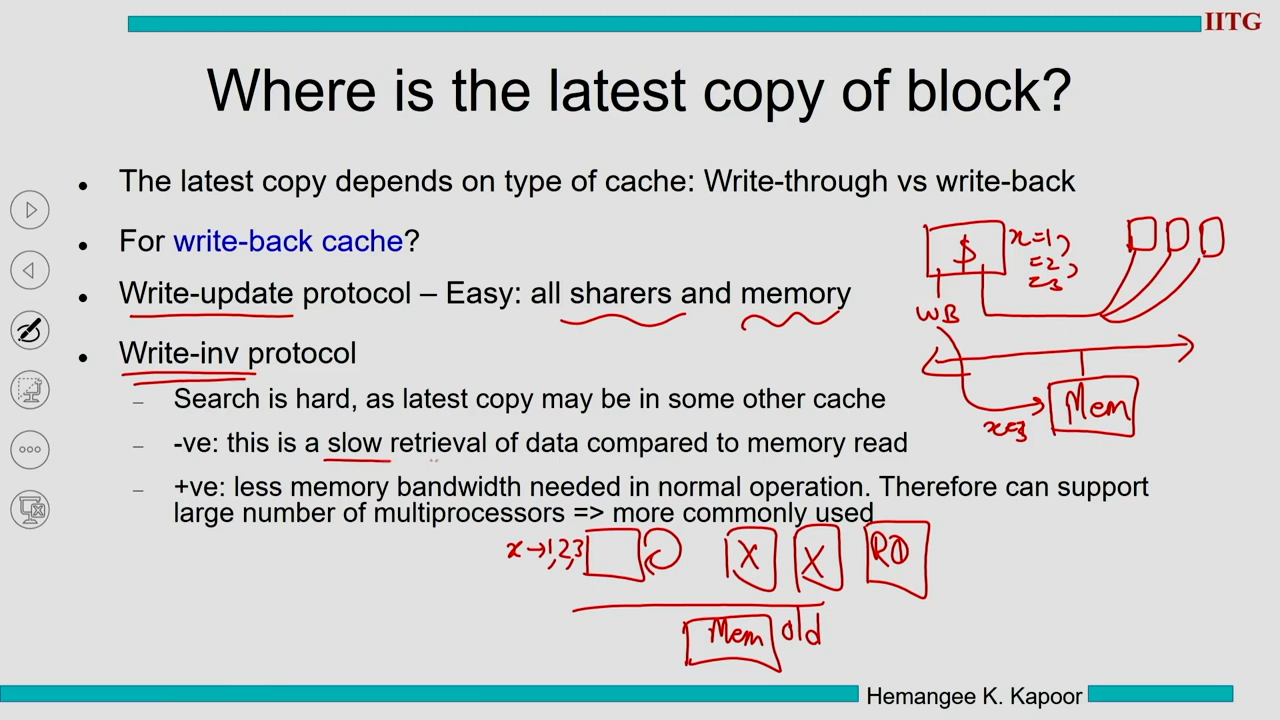 IITG
Where is the latest copy of block?
• The latest copy depends on type of cache: Write-through vs write-back
• For write-back cache?
• Write-update protocol – Easy: all sharers and memory
• Write-inv protocol
– Search is hard, as latest copy may be in some other cache
– -ve: this is a slow retrieval of data compared to memory read
– +ve: less memory bandwidth needed in normal operation. Therefore can support
large number of multiprocessors => more commonly used
$
x=1,
=2,
=3
WB
Mem
x=3
x→1,2,3
X
X
RD
Mem old
Hemangee K. Kapoor